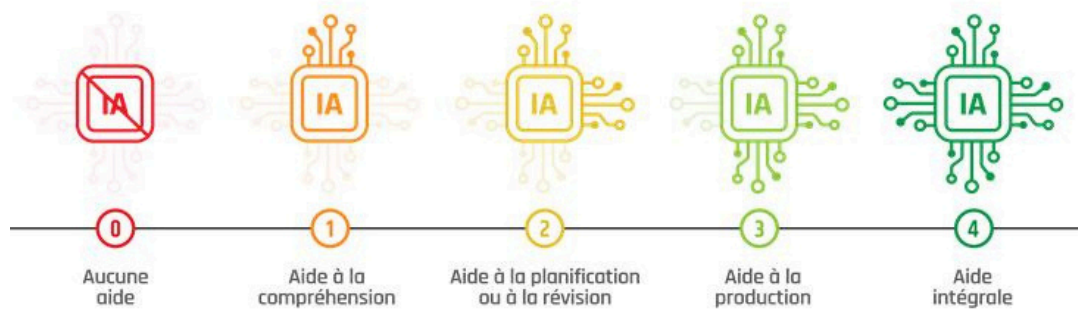 IA
IA
IA
IA
IA
0
1
2
3
4
Aucune
aide
Aide à la
compréhension
Aide à la planification
ou à la révision
Aide à la
production
Aide
intégrale